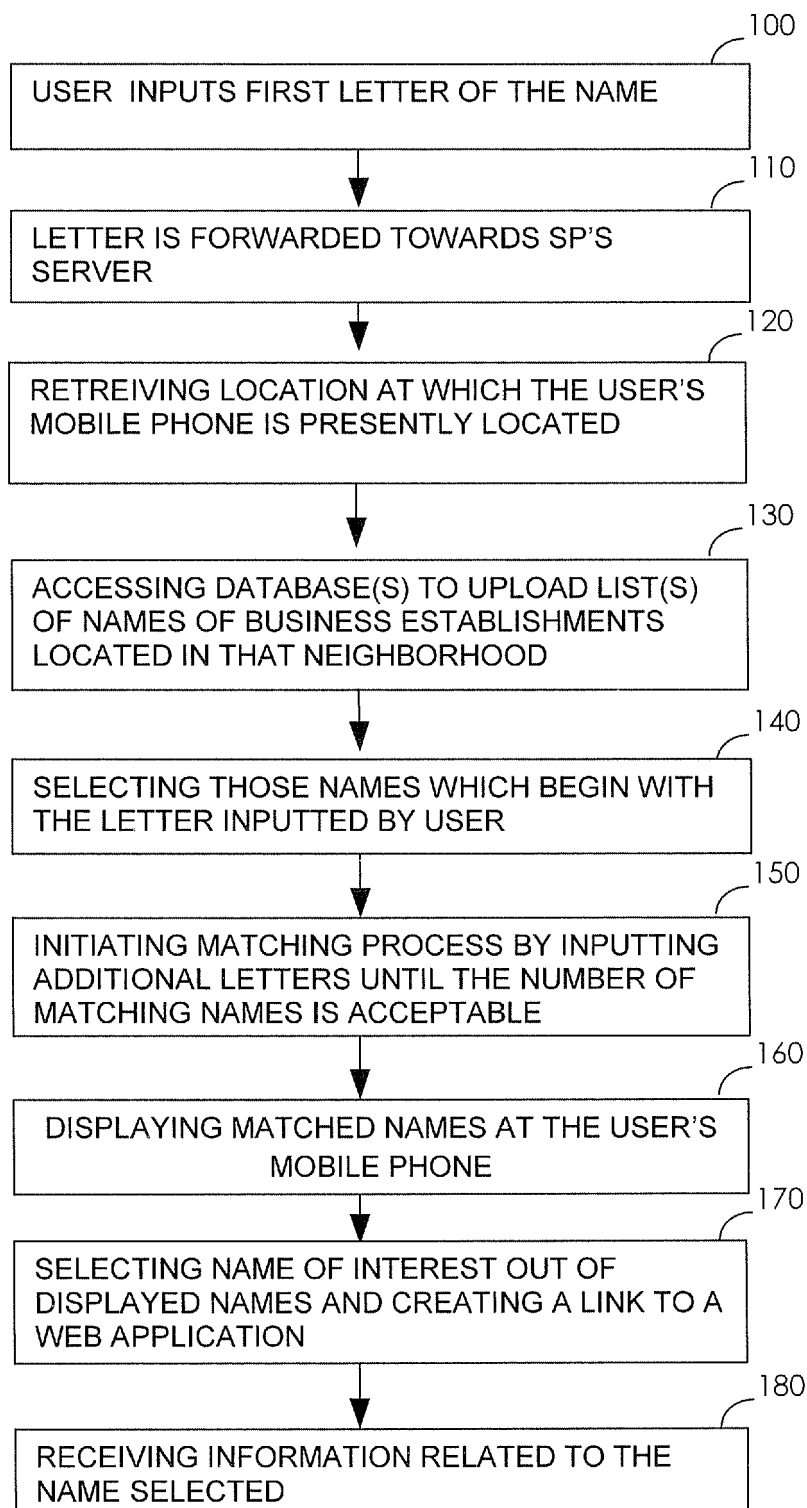 100
USER INPUTS FIRST LETTER OF THE NAME
110
LETTER IS FORWARDED TOWARDS SP'S
SERVER
120
RETREIVING LOCATION AT WHICH THE USER'S
MOBILE PHONE IS PRESENTLY LOCATED
130
ACCESSING DATABASE(S) TO UPLOAD LIST(S)
OF NAMES OF BUSINESS ESTABLISHMENTS
LOCATED IN THAT NEIGHBORHOOD
140
SELECTING THOSE NAMES WHICH BEGIN WITH
THE LETTER INPUTTED BY USER
150
INITIATING MATCHING PROCESS BY INPUTTING
ADDITIONAL LETTERS UNTIL THE NUMBER OF
MATCHING NAMES IS ACCEPTABLE
160
DISPLAYING MATCHED NAMES AT THE USER'S
MOBILE PHONE
170
SELECTING NAME OF INTEREST OUT OF
DISPLAYED NAMES AND CREATING A LINK TO A
WEB APPLICATION
180
RECEIVING INFORMATION RELATED TO THE
NAME SELECTED